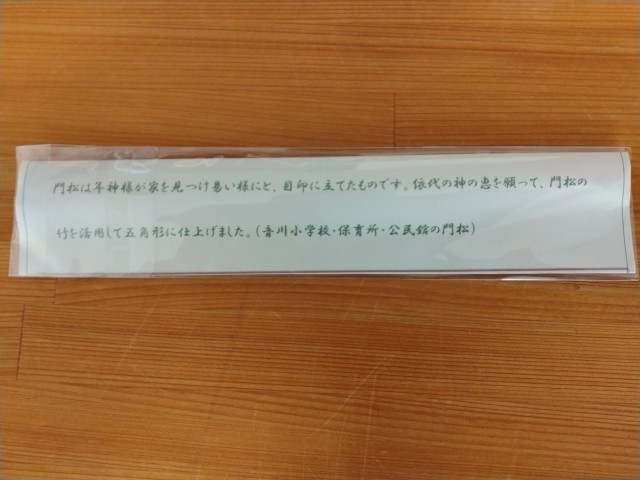 門松は年神様が家を見つけ易い様にと、目印に立てたものです。依代の神の恵を願って、門松の
竹を活用して五角形に仕上げました。(音川小学校・保育所・公民館の門松)